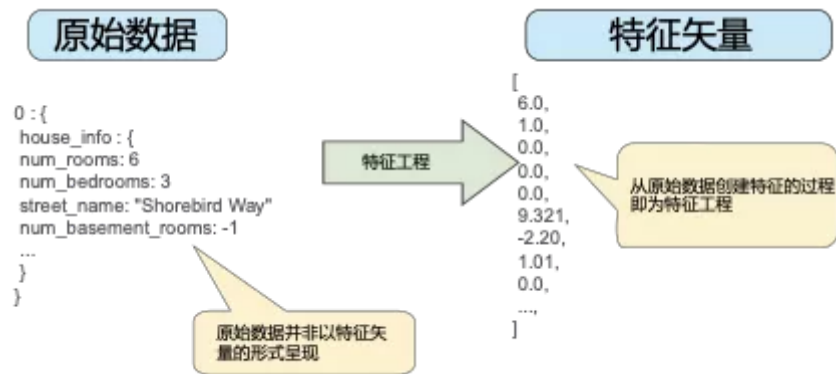 原始数据
特征矢量
0 : {
house_info : {
num_rooms: 6
num_bedrooms: 3
street_name: "Shorebird Way"
num_basement_rooms: -1
...
}
}
特征工程
[
6.0,
1.0,
0.0,
0.0,
0.0,
9.321,
-2.20,
1.01,
0.0,
...,
]
从原始数据创建特征的过程
即为特征工程
原始数据并非以特征矢
量的形式呈现